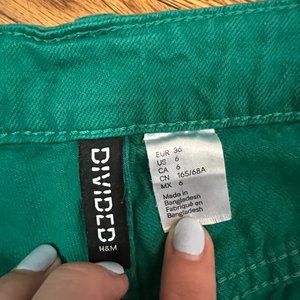 DIVIDED
H&M
EUR 36
US 6
CA 6
CN 165/68A
MX 6
Made in
Bangladesh
Fabriqué en
Bangladesh